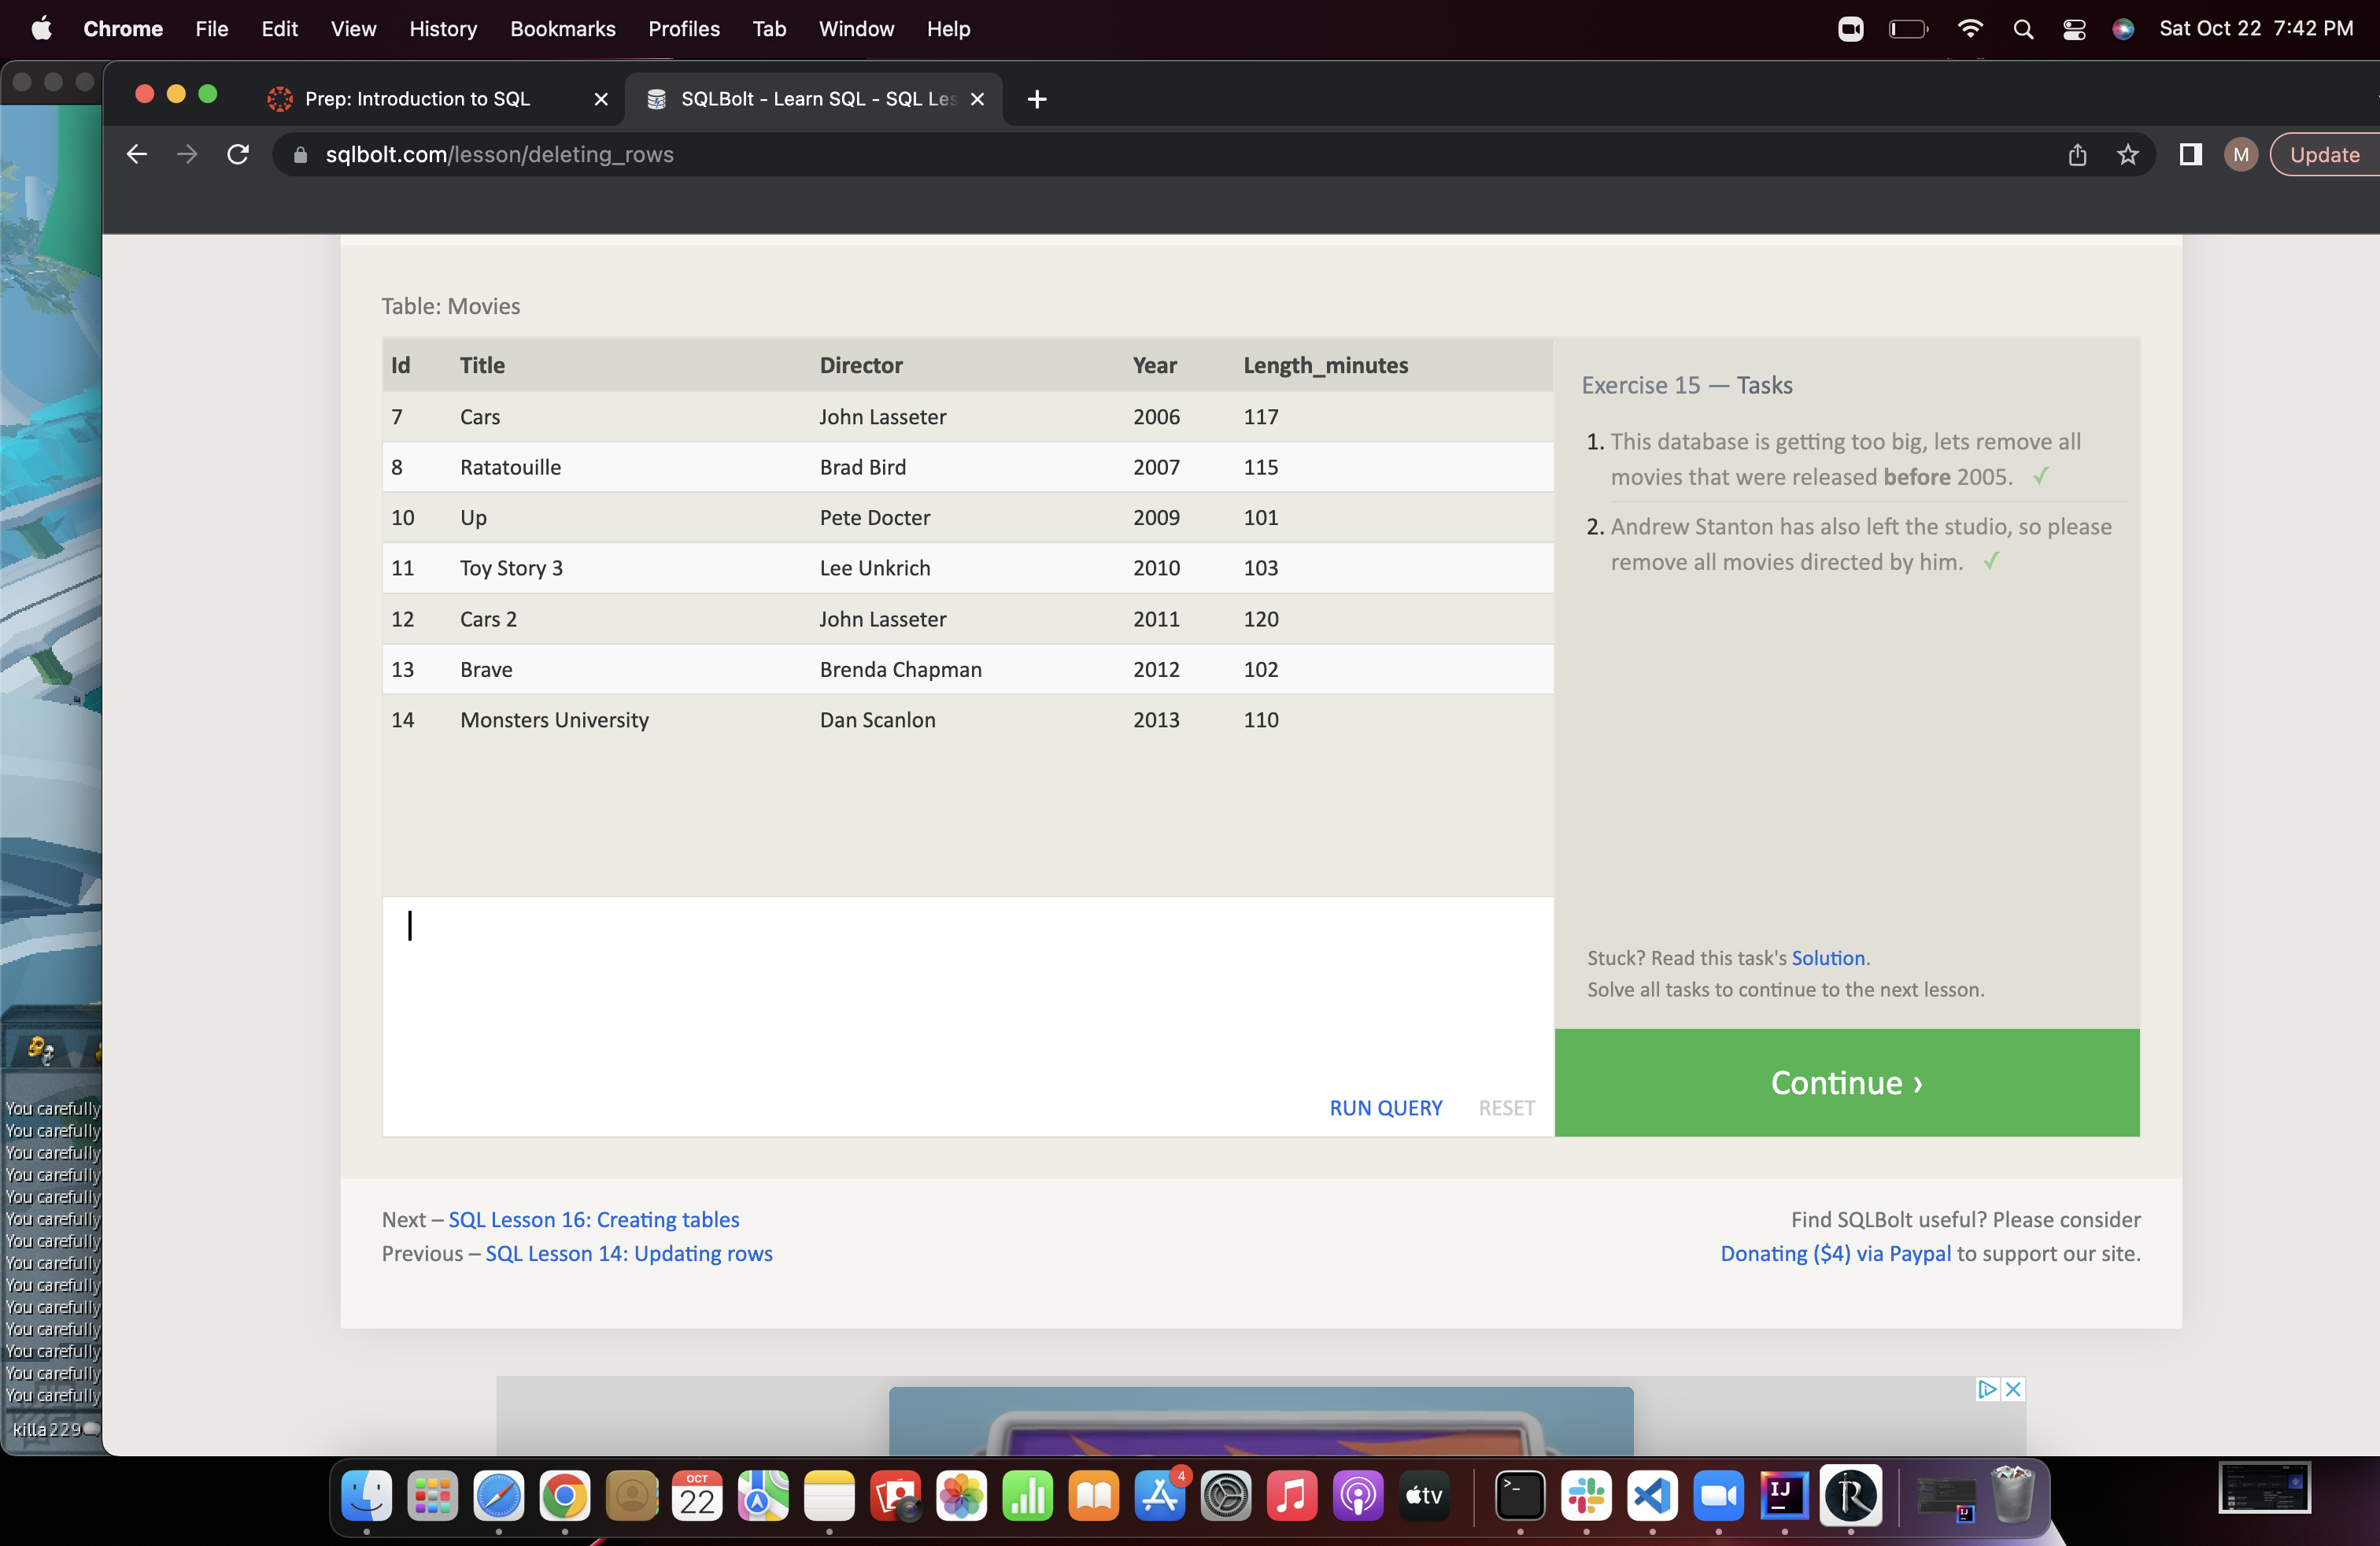 Chrome File Edit View History Bookmarks Profiles Tab Window Help Sat Oct 22 7:42 PM
Prep: Introduction to SQL SQLBolt - Learn SQL - SQL Les
sqlbolt.com/lesson/deleting_rows M Update
Table: Movies
Id Title Director Year Length_minutes
7 Cars John Lasseter 2006 117
8 Ratatouille Brad Bird 2007 115
10 Up Pete Docter 2009 101
11 Toy Story 3 Lee Unkrich 2010 103
12 Cars 2 John Lasseter 2011 120
13 Brave Brenda Chapman 2012 102
14 Monsters University Dan Scanlon 2013 110
RUN QUERY RESET
Exercise 15 — Tasks
1. This database is getting too big, lets remove all
movies that were released before 2005. ✓
2. Andrew Stanton has also left the studio, so please
remove all movies directed by him. ✓
Stuck? Read this task's Solution.
Solve all tasks to continue to the next lesson.
Continue ›
Next – SQL Lesson 16: Creating tables
Previous – SQL Lesson 14: Updating rows
Find SQLBolt useful? Please consider
Donating ($4) via Paypal to support our site.
You carefully
You carefully
You carefully
You carefully
You carefully
You carefully
You carefully
You carefully
You carefully
You carefully
You carefully
You carefully
You carefully
You carefully
killa229
OCT
22
4
tv
>_
IJ
R
IJ